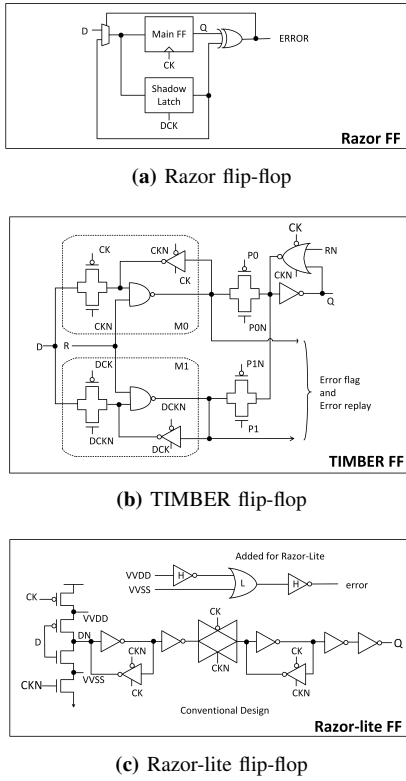 D
Main FF
Q
CK
ERROR
Shadow
Latch
DCK
Razor FF
(a) Razor flip-flop
CK
CKN
CK
CKN
M0
P0
P0N
CK
RN
CKN
Q
D
R
DCK
M1
DCKN
DCKN
DCK
P1N
P1
Error flag
and
Error replay
TIMBER FF
(b) TIMBER flip-flop
Added for Razor-Lite
VVDD
VVSS
H
L
H
error
CK
VVDD
D
DN
VVSS
CKN
CKN
CK
CK
CKN
CK
CKN
Q
Conventional Design
Razor-lite FF
(c) Razor-lite flip-flop